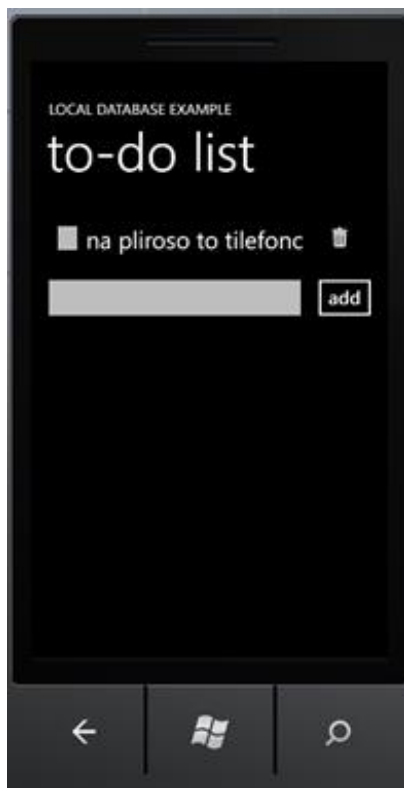 LOCAL DATABASE EXAMPLE
to-do list
na pliroso to tilefonc
add